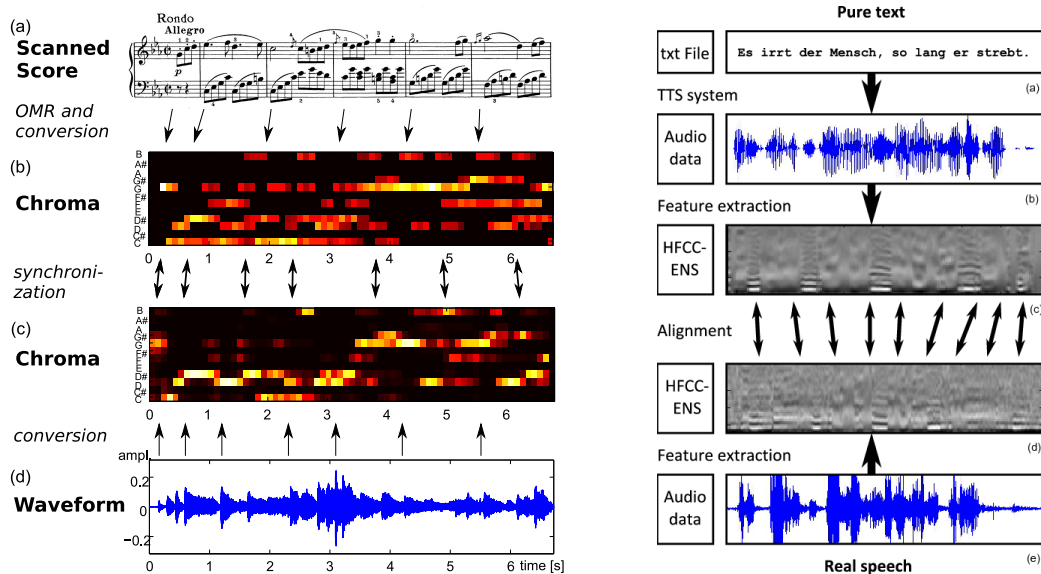 (a)
Rondo
Allegro
Scanned
Score
p
OMR and
conversion
(b)
Chroma
B
A#
A
G#
G
F#
F
E
D#
D
C#
C
0 1 2 3 4 5 6
synchroni-
zation
(c)
Chroma
B
A#
A
G#
G
F#
F
E
D#
D
C#
C
0 1 2 3 4 5 6
conversion
(d)
Waveform
ampl.
0.2
0
−0.2
0 1 2 3 4 5 6 time [s]
Pure text
txt File
Es irrt der Mensch, so lang er strebt.
(a)
TTS system
Audio
data
(b)
Feature extraction
HFCC-
ENS
(c)
Alignment
HFCC-
ENS
(d)
Feature extraction
Audio
data
(e)
Real speech